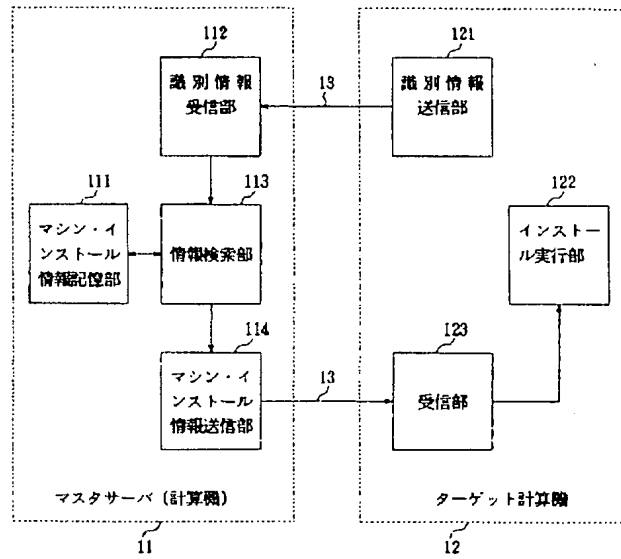 112
識別情報
受信部
121
識別情報
送信部
13
111
マシン・イ
ンストール
情報記憶部
113
情報検索部
122
インストー
ル実行部
114
マシン・イ
ンストール
情報送信部
13
123
受信部
マスタサーバ(計算機)
ターゲット計算機
11
12